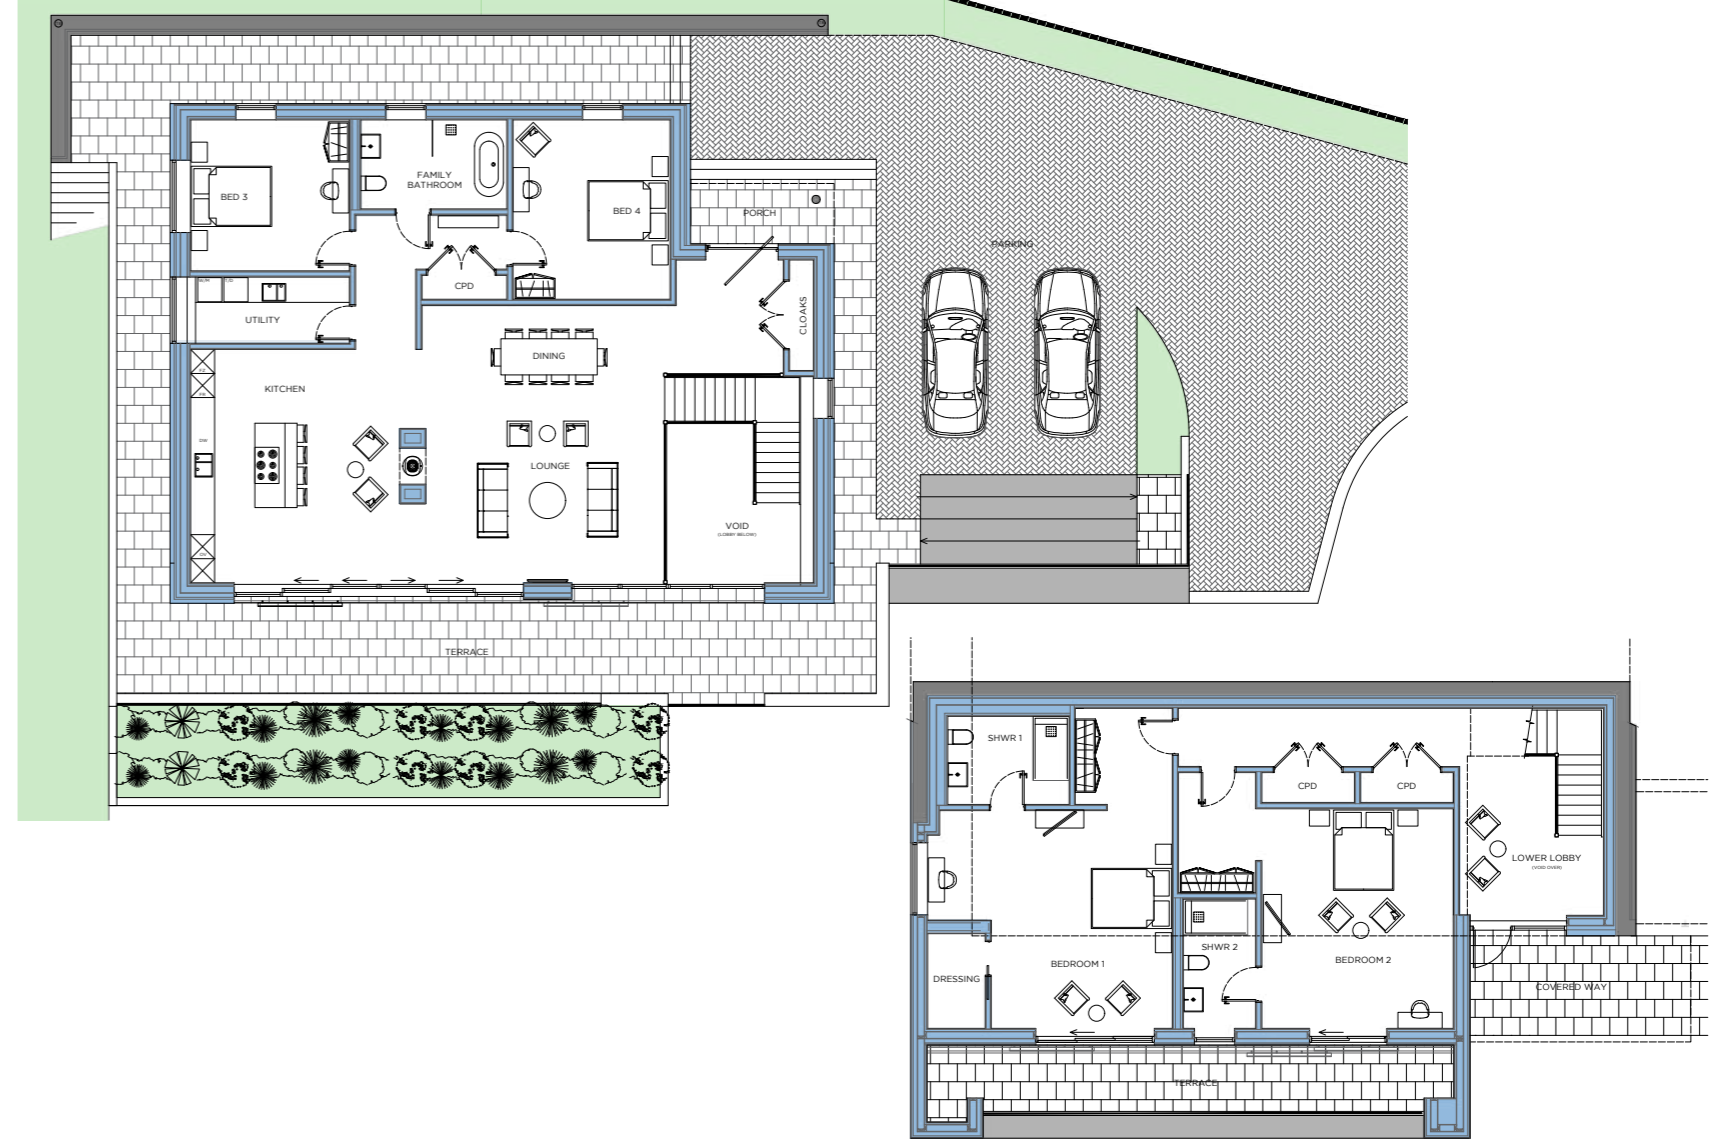 BED 3
FAMILY
BATHROOM
BED 4
PORCH
PARKING
CPD
UTILITY
CLOAKS
DINING
KITCHEN
DW
LOUNGE
VOID
(LOBBY BELOW)
TERRACE
SHWR 1
CPD
CPD
LOWER LOBBY
(VOID OVER)
SHWR 2
BEDROOM 1
BEDROOM 2
DRESSING
COVERED WAY
TERRACE